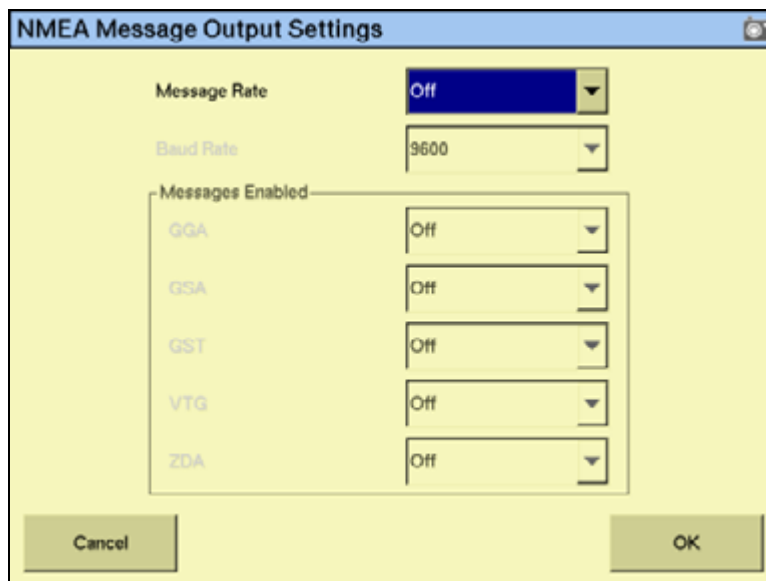 NMEA Message Output Settings
Message Rate Off
Baud Rate 9600
Messages Enabled
GGA Off
GSA Off
GST Off
VTG Off
ZDA Off
Cancel OK